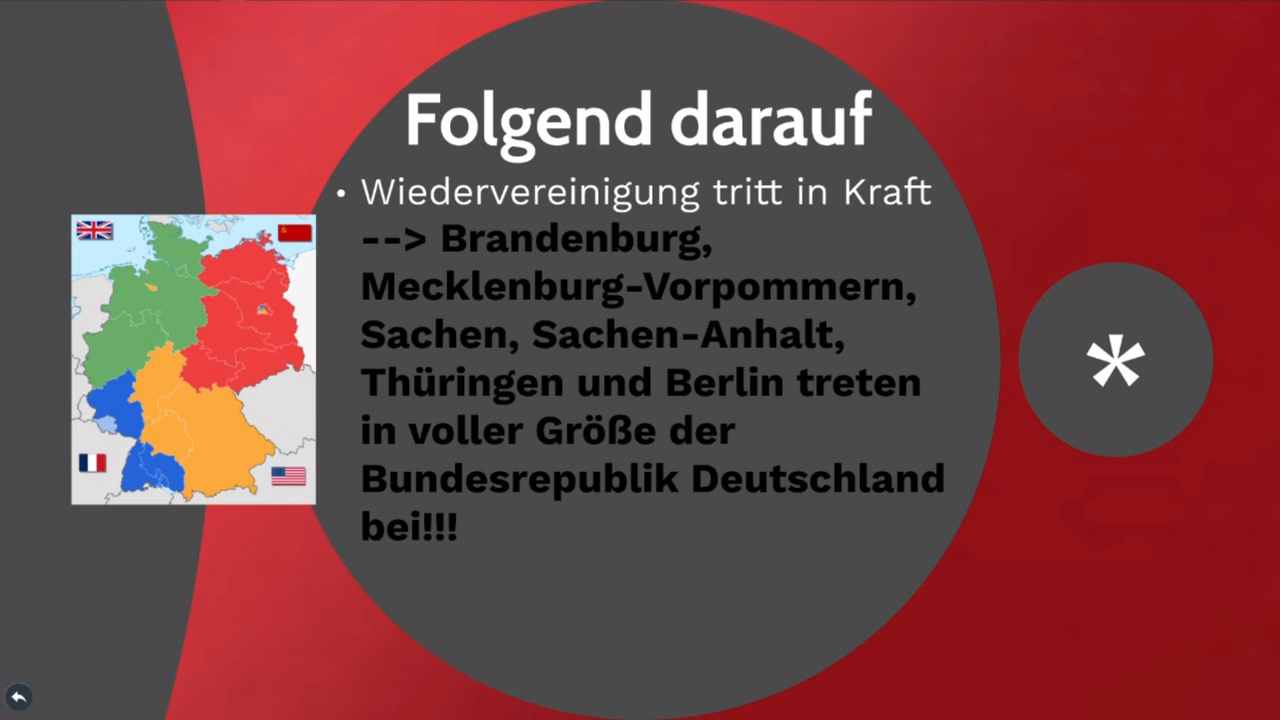 Folgend darauf
• Wiedervereinigung tritt in Kraft
--> Brandenburg,
Mecklenburg-Vorpommern,
Sachen, Sachen-Anhalt,
Thüringen und Berlin treten
in voller Größe der
Bundesrepublik Deutschland
bei!!!
*